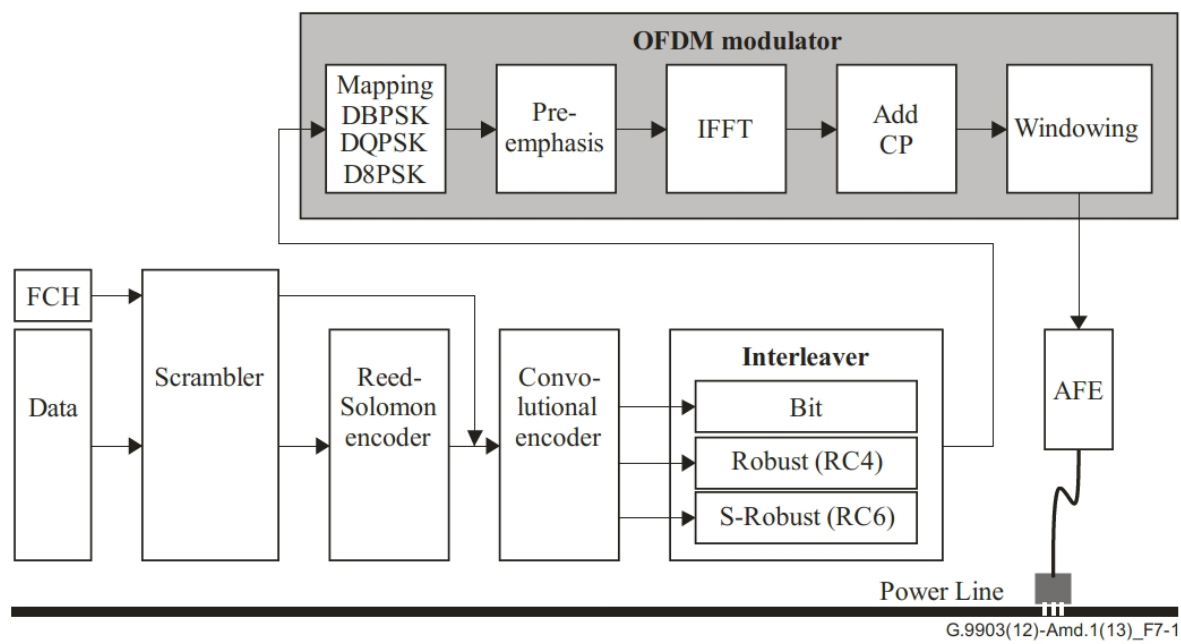 OFDM modulator
Mapping
DBPSK
DQPSK
D8PSK
Pre-
emphasis
IFFT
Add
CP
Windowing
FCH
Data
Scrambler
Reed-
Solomon
encoder
Convo-
lutional
encoder
Interleaver
Bit
Robust (RC4)
S-Robust (RC6)
AFE
Power Line
G.9903(12)-Amd.1(13)_F7-1